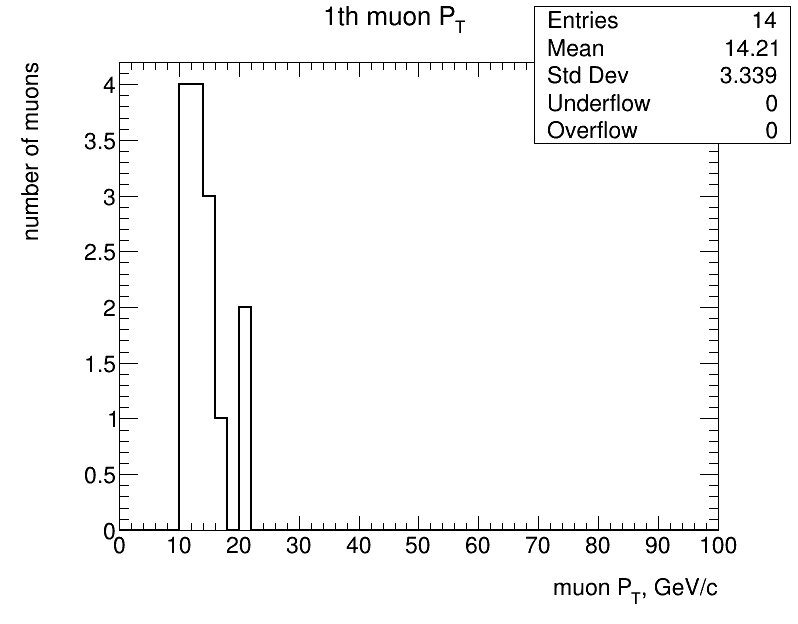 1th muon P_T
Entries 14
Mean 14.21
Std Dev 3.339
Underflow 0
Overflow 0
number of muons
4
3.5
3
2.5
2
1.5
1
0.5
0
0 10 20 30 40 50 60 70 80 90 100
muon P_T, GeV/c